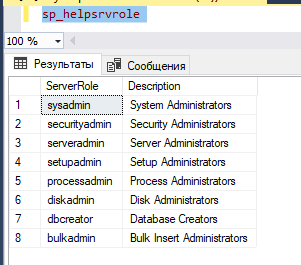 sp_helpsrvrole
100 %
Результаты Сообщения
ServerRole Description
1 sysadmin System Administrators
2 securityadmin Security Administrators
3 serveradmin Server Administrators
4 setupadmin Setup Administrators
5 processadmin Process Administrators
6 diskadmin Disk Administrators
7 dbcreator Database Creators
8 bulkadmin Bulk Insert Administrators